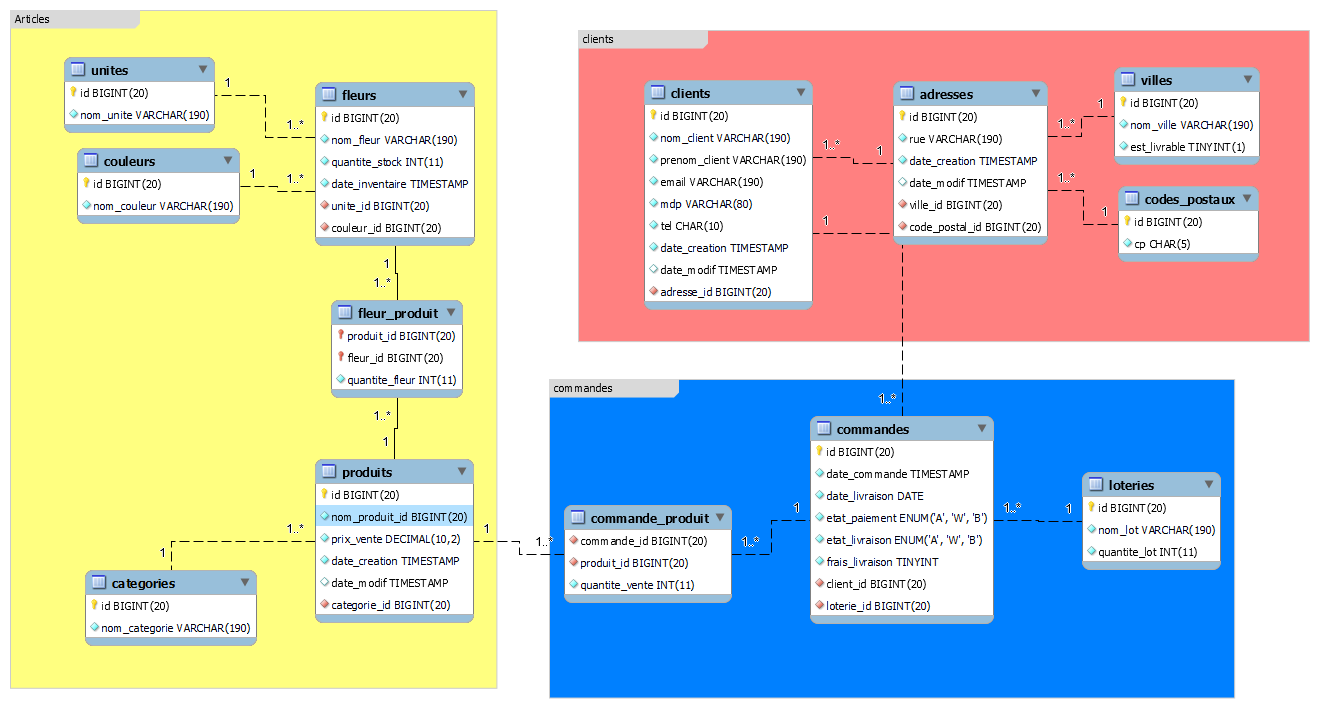 Articles
unites
id BIGINT(20)
nom_unite VARCHAR(190)
1
1..*
couleurs
id BIGINT(20)
nom_couleur VARCHAR(190)
1
1..*
fleurs
id BIGINT(20)
nom_fleur VARCHAR(190)
quantite_stock INT(11)
date_inventaire TIMESTAMP
unite_id BIGINT(20)
couleur_id BIGINT(20)
1
1..*
fleur_produit
produit_id BIGINT(20)
fleur_id BIGINT(20)
quantite_fleur INT(11)
1..*
1
produits
id BIGINT(20)
nom_produit_id BIGINT(20)
prix_vente DECIMAL(10,2)
date_creation TIMESTAMP
date_modif TIMESTAMP
categorie_id BIGINT(20)
1..*
1
categories
id BIGINT(20)
nom_categorie VARCHAR(190)
clients
clients
id BIGINT(20)
nom_client VARCHAR(190)
prenom_client VARCHAR(190)
email VARCHAR(190)
mdp VARCHAR(80)
tel CHAR(10)
date_creation TIMESTAMP
date_modif TIMESTAMP
adresse_id BIGINT(20)
1..*
1
1
adresses
id BIGINT(20)
rue VARCHAR(190)
date_creation TIMESTAMP
date_modif TIMESTAMP
ville_id BIGINT(20)
code_postal_id BIGINT(20)
1..*
1
villes
id BIGINT(20)
nom_ville VARCHAR(190)
est_livrable TINYINT(1)
1..*
1
codes_postaux
id BIGINT(20)
cp CHAR(5)
commandes
1..*
commandes
id BIGINT(20)
date_commande TIMESTAMP
date_livraison DATE
etat_paiement ENUM('A', 'W', 'B')
etat_livraison ENUM('A', 'W', 'B')
frais_livraison TINYINT
client_id BIGINT(20)
loterie_id BIGINT(20)
1
1..*
commande_produit
commande_id BIGINT(20)
produit_id BIGINT(20)
quantite_vente INT(11)
1..*
1
1..*
1
loteries
id BIGINT(20)
nom_lot VARCHAR(190)
quantite_lot INT(11)